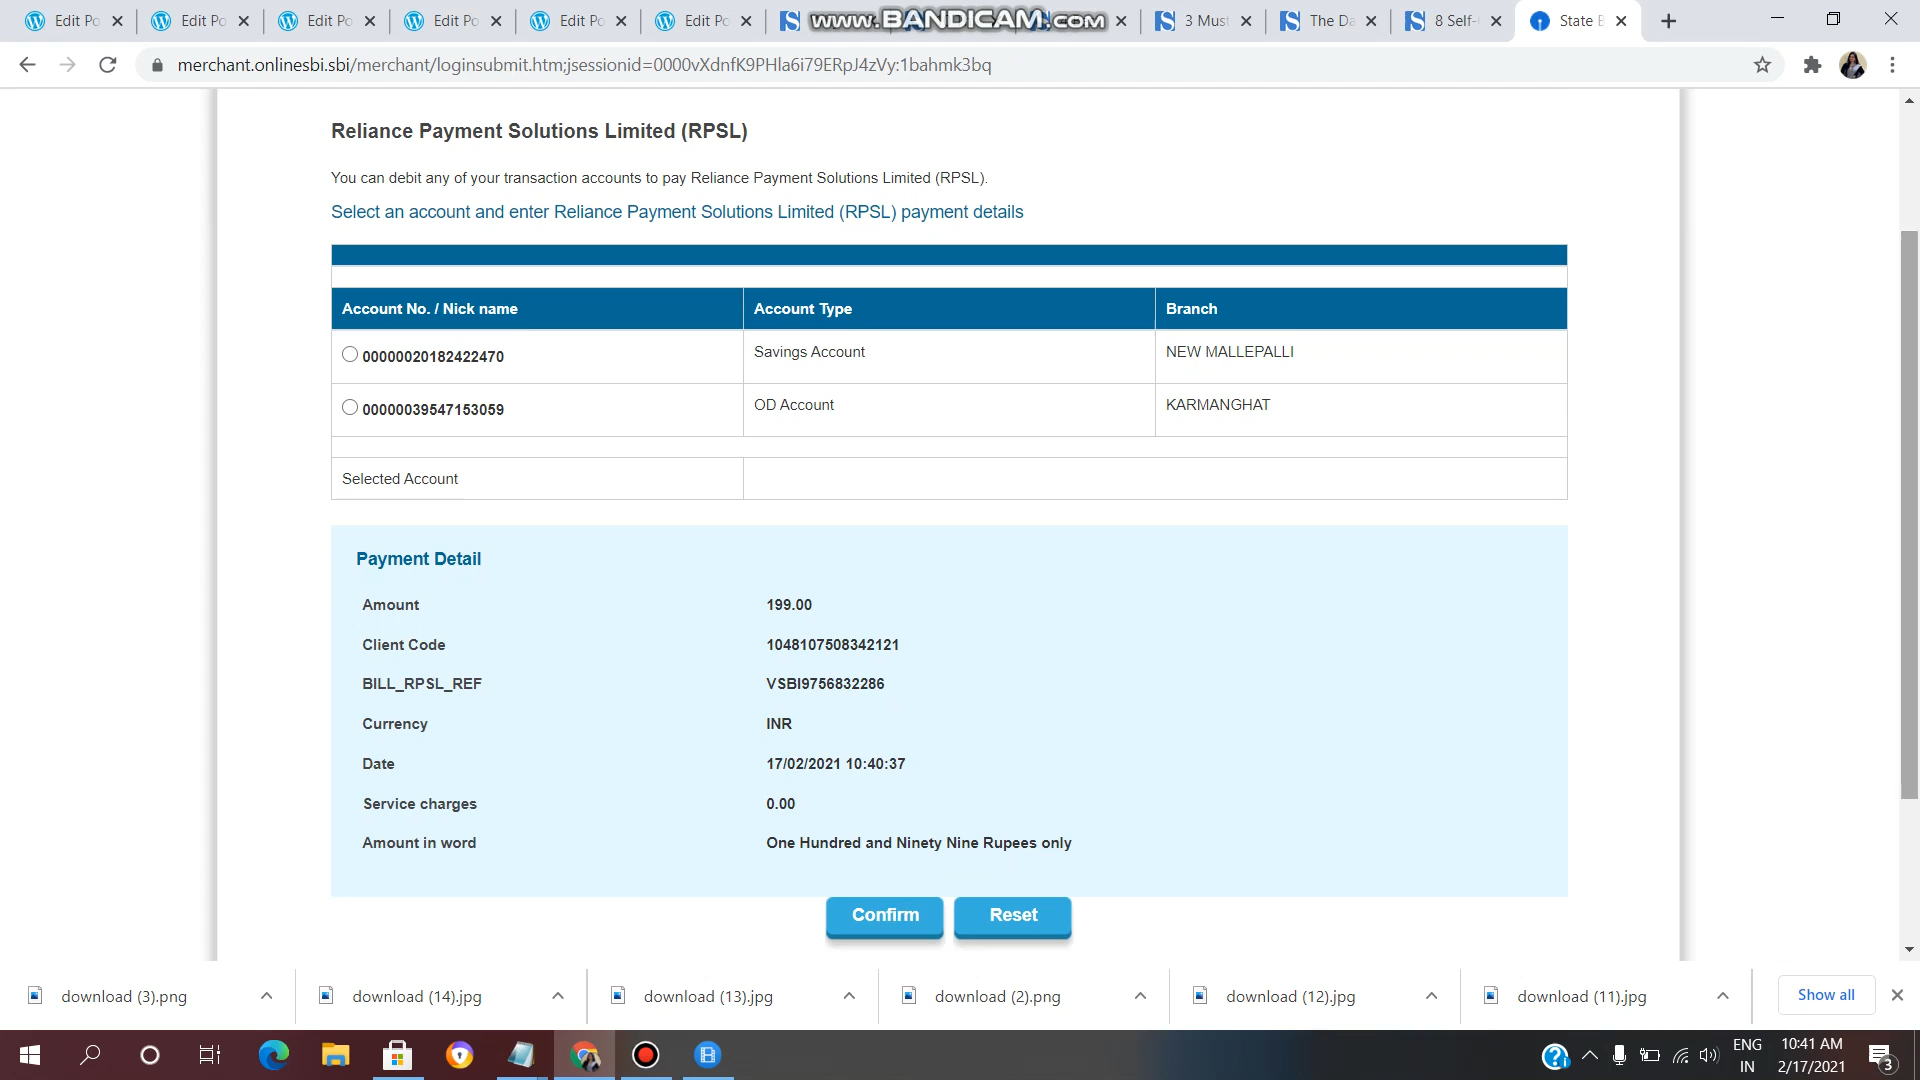 Edit Po
Edit Po
Edit Po
Edit Po
Edit Po
Edit Po
www.BANDICAM.com
3 Must
The Da
8 Self-
State B
merchant.onlinesbi.sbi/merchant/loginsubmit.htm;jsessionid=0000vXdnfK9PHla6i79ERpJ4zVy:1bahmk3bq
Reliance Payment Solutions Limited (RPSL)
You can debit any of your transaction accounts to pay Reliance Payment Solutions Limited (RPSL).
Select an account and enter Reliance Payment Solutions Limited (RPSL) payment details
Account No. / Nick name Account Type Branch
00000020182422470 Savings Account NEW MALLEPALLI
00000039547153059 OD Account KARMANGHAT
Selected Account
Payment Detail
Amount 199.00
Client Code 1048107508342121
BILL_RPSL_REF VSBI9756832286
Currency INR
Date 17/02/2021 10:40:37
Service charges 0.00
Amount in word One Hundred and Ninety Nine Rupees only
Confirm Reset
download (3).png
download (14).jpg
download (13).jpg
download (2).png
download (12).jpg
download (11).jpg
Show all
ENG
IN
10:41 AM
2/17/2021
3